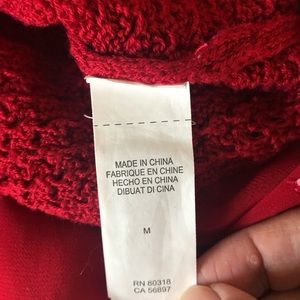 MADE IN CHINA
FABRIQUE EN CHINE
HECHO EN CHINA
DIBUAT DI CINA
M
RN 80318
CA 56897